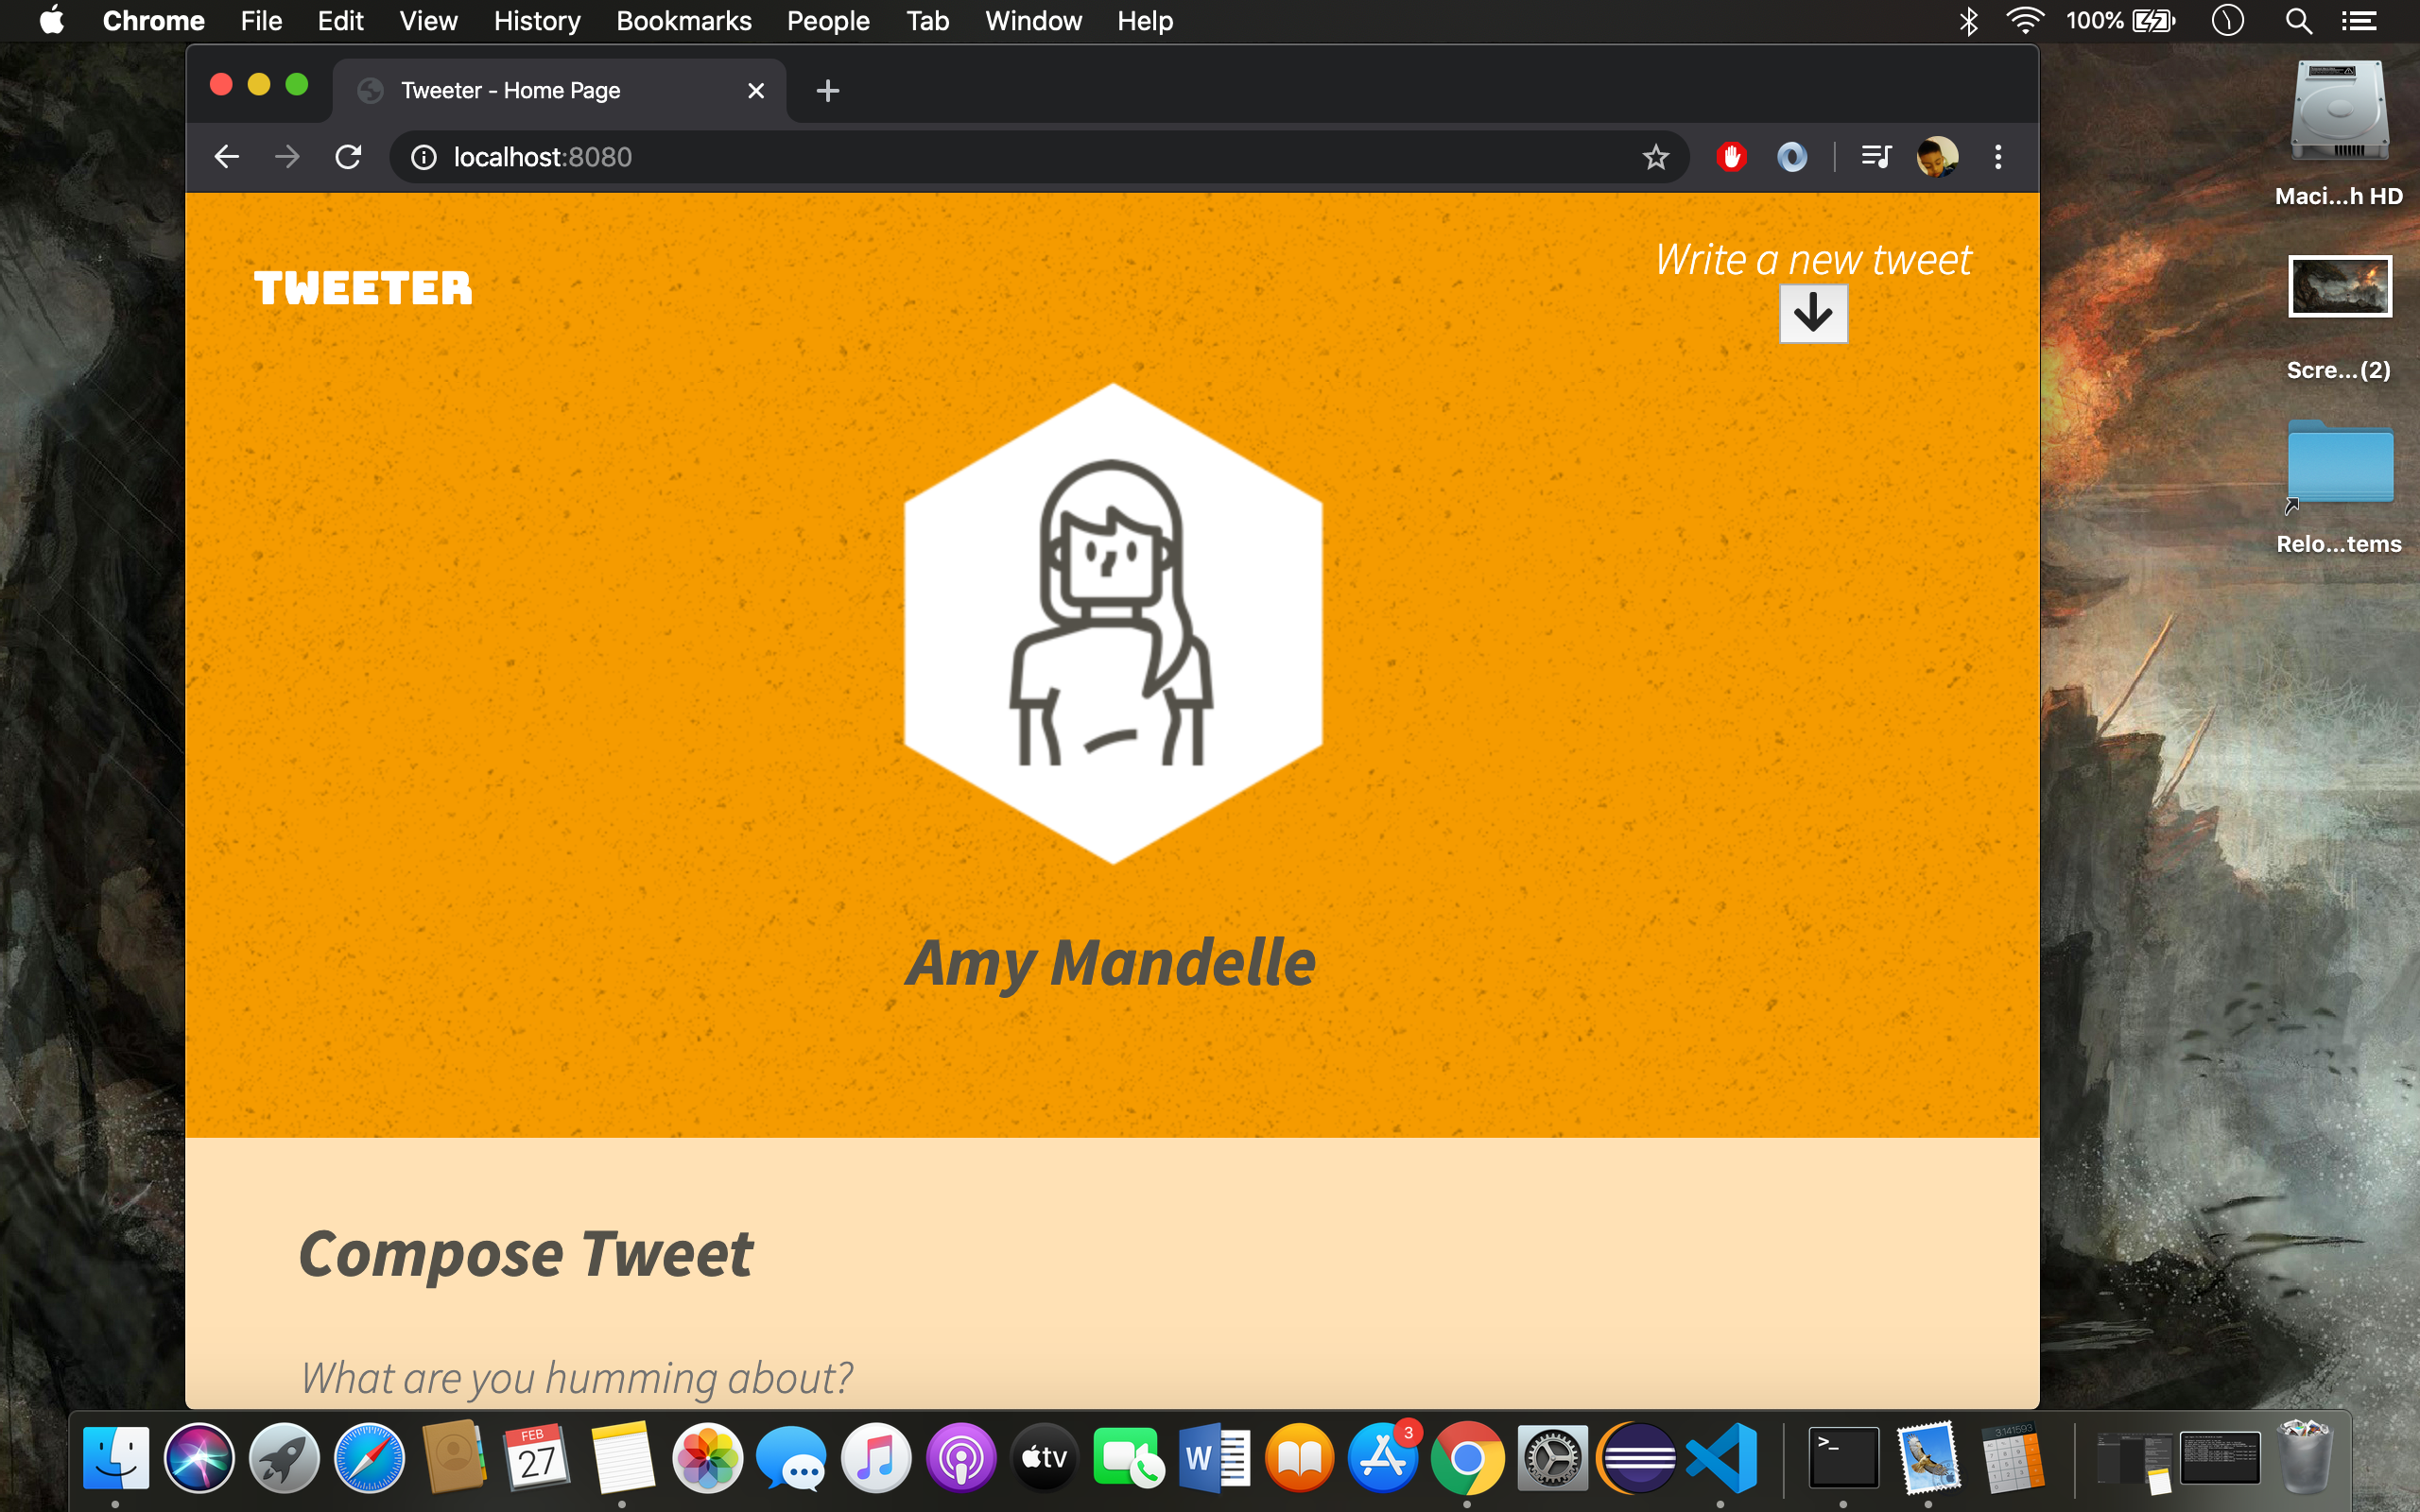 Chrome File Edit View History Bookmarks People Tab Window Help 100%
Tweeter - Home Page
localhost:8080
Maci...h HD
Scre...(2)
Relo...tems
TWEETER
Write a new tweet
Amy Mandelle
Compose Tweet
What are you humming about?
FEB
27
tv
W
3
>_
3.141593